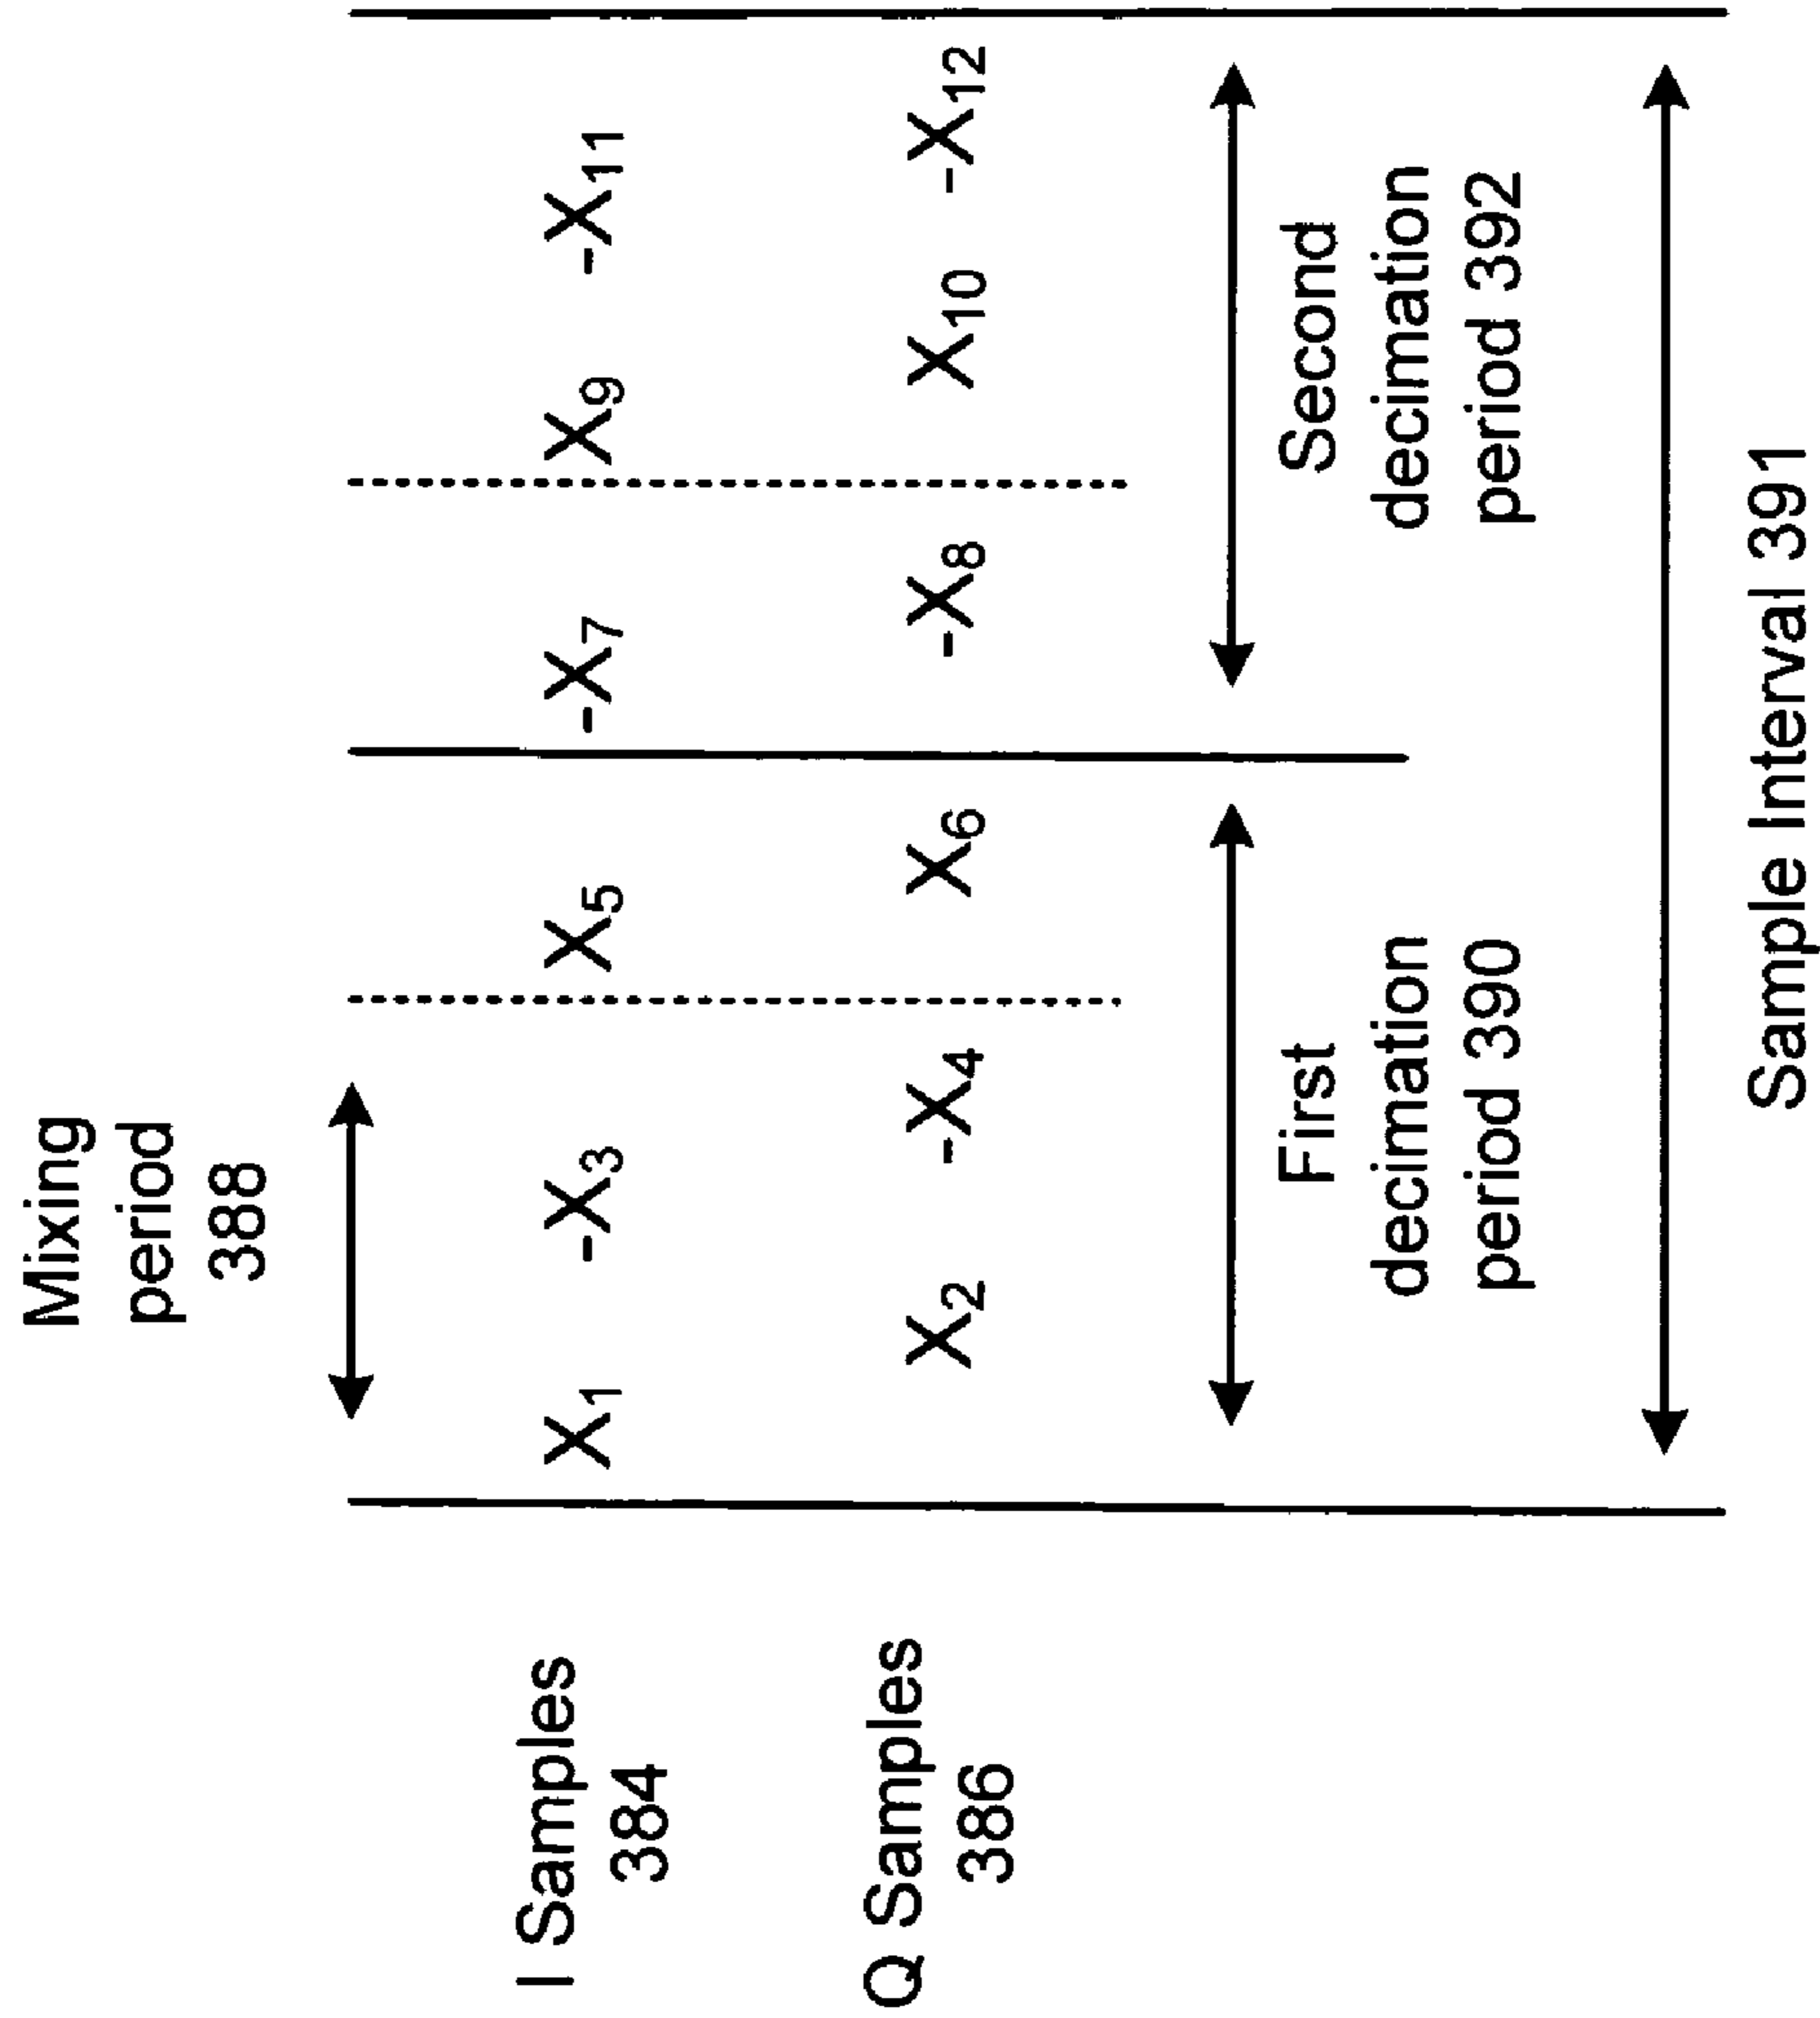 Mixing
period
388
I Samples
384
X1 -X3 X5 -X7 X9 -X11
Q Samples
386
X2 -X4 X6 -X8 X10 -X12
First
decimation
period 390
Second
decimation
period 392
Sample Interval 391